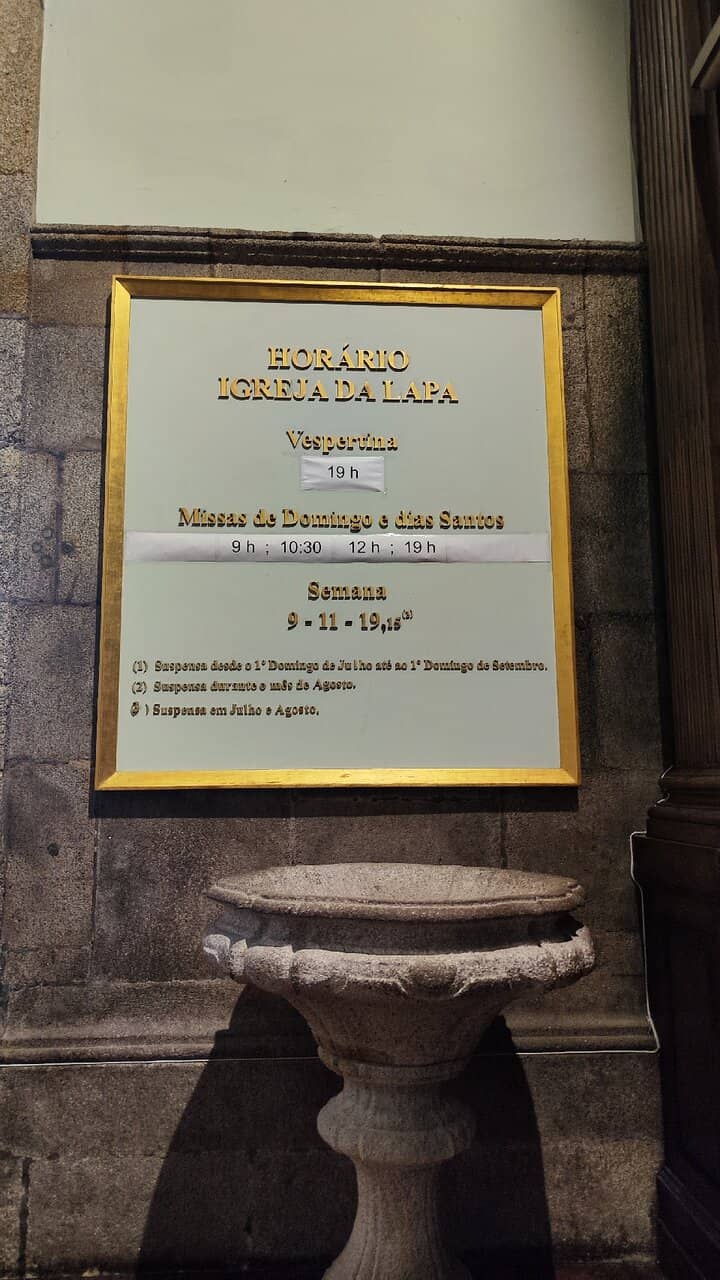 HORÁRIO
IGREJA DA LAPA
Vespertina
19 h
Missas de Domingo e dias Santos
9 h ; 10:30 12 h ; 19 h
Semana
9 - 11 - 19,15
(1) Suspensa desde o 1º Domingo de Julho até ao 1º Domingo de Setembro.
(2) Suspensa durante o mês de Agosto.
) Suspensa em Julho e Agosto.